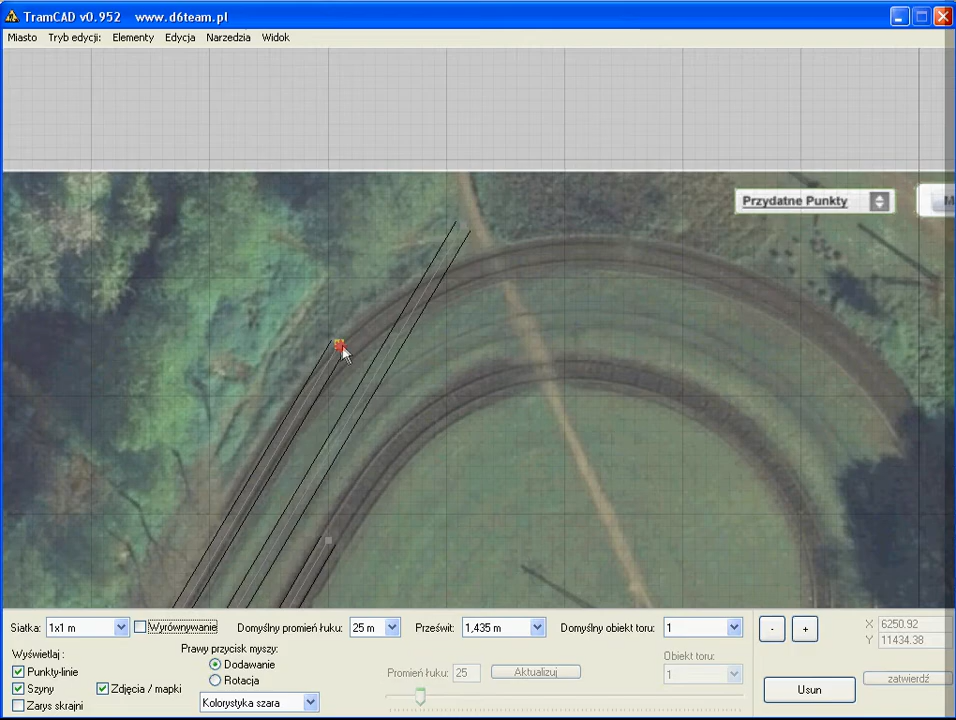 TramCAD v0.952 www.d6team.pl
Miasto Tryb edycji: Elementy Edycja Narzedzia Widok
Przydatne Punkty
M
Siatka: 1x1 m Wyrównywanie Domyślny promień łuku: 25 m Prześwit: 1,435 m Domyślny obiekt toru: 1 - + X 6250.92
Y 11434.38
Wyświetlaj : Prawy przycisk myszy: Obiekt toru:
Punkty-linie Dodawanie Promień łuku: 25 Aktualizuj 1 zatwierdź
Szyny Zdjęcia / mapki Rotacja Usun
Zarys skrajni Kolorystyka szara